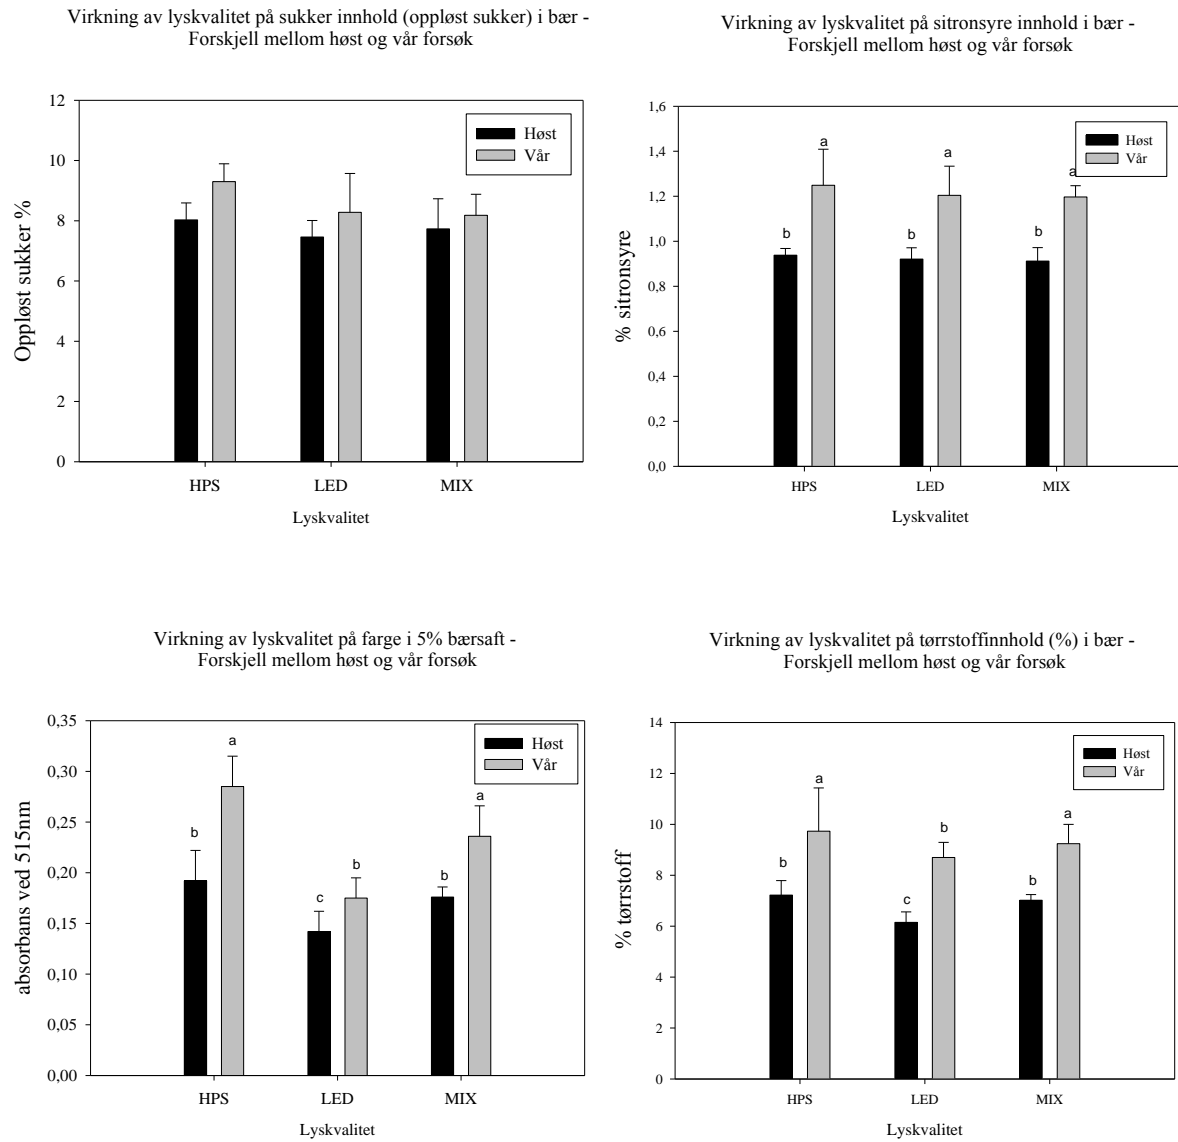 Virkning av lyskvalitet på sukker innhold (oppløst sukker) i bær -
Forskjell mellom høst og vår forsøk
12
10
8
6
4
2
0
Oppløst sukker %
Høst
Vår
HPS
LED
MIX
Lyskvalitet
Virkning av lyskvalitet på sitronsyre innhold i bær -
Forskjell mellom høst og vår forsøk
1,6
1,4
1,2
1,0
0,8
0,6
0,4
0,2
0,0
% sitronsyre
Høst
Vår
b
a
b
a
b
a
HPS
LED
MIX
Lyskvalitet
Virkning av lyskvalitet på farge i 5% bærsaft -
Forskjell mellom høst og vår forsøk
0,35
0,30
0,25
0,20
0,15
0,10
0,05
0,00
absorbans ved 515nm
Høst
Vår
b
a
c
b
b
a
HPS
LED
MIX
Lyskvalitet
Virkning av lyskvalitet på tørrstoffinnhold (%) i bær -
Forskjell mellom høst og vår forsøk
14
12
10
8
6
4
2
0
% tørrstoff
Høst
Vår
b
a
c
b
b
a
HPS
LED
MIX
Lyskvalitet